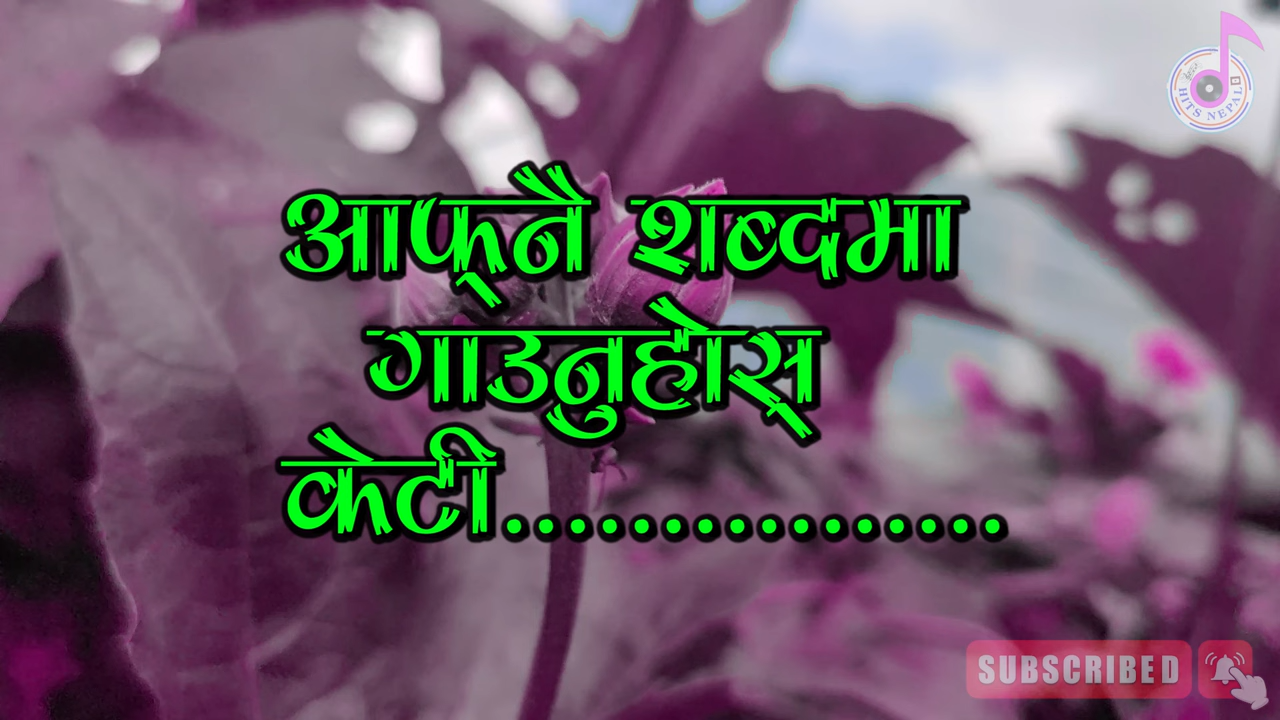 HITS NEPAL
आफ्‌नै शब्दमा
गाउनुहोस्
केटी.................
SUBSCRIBED